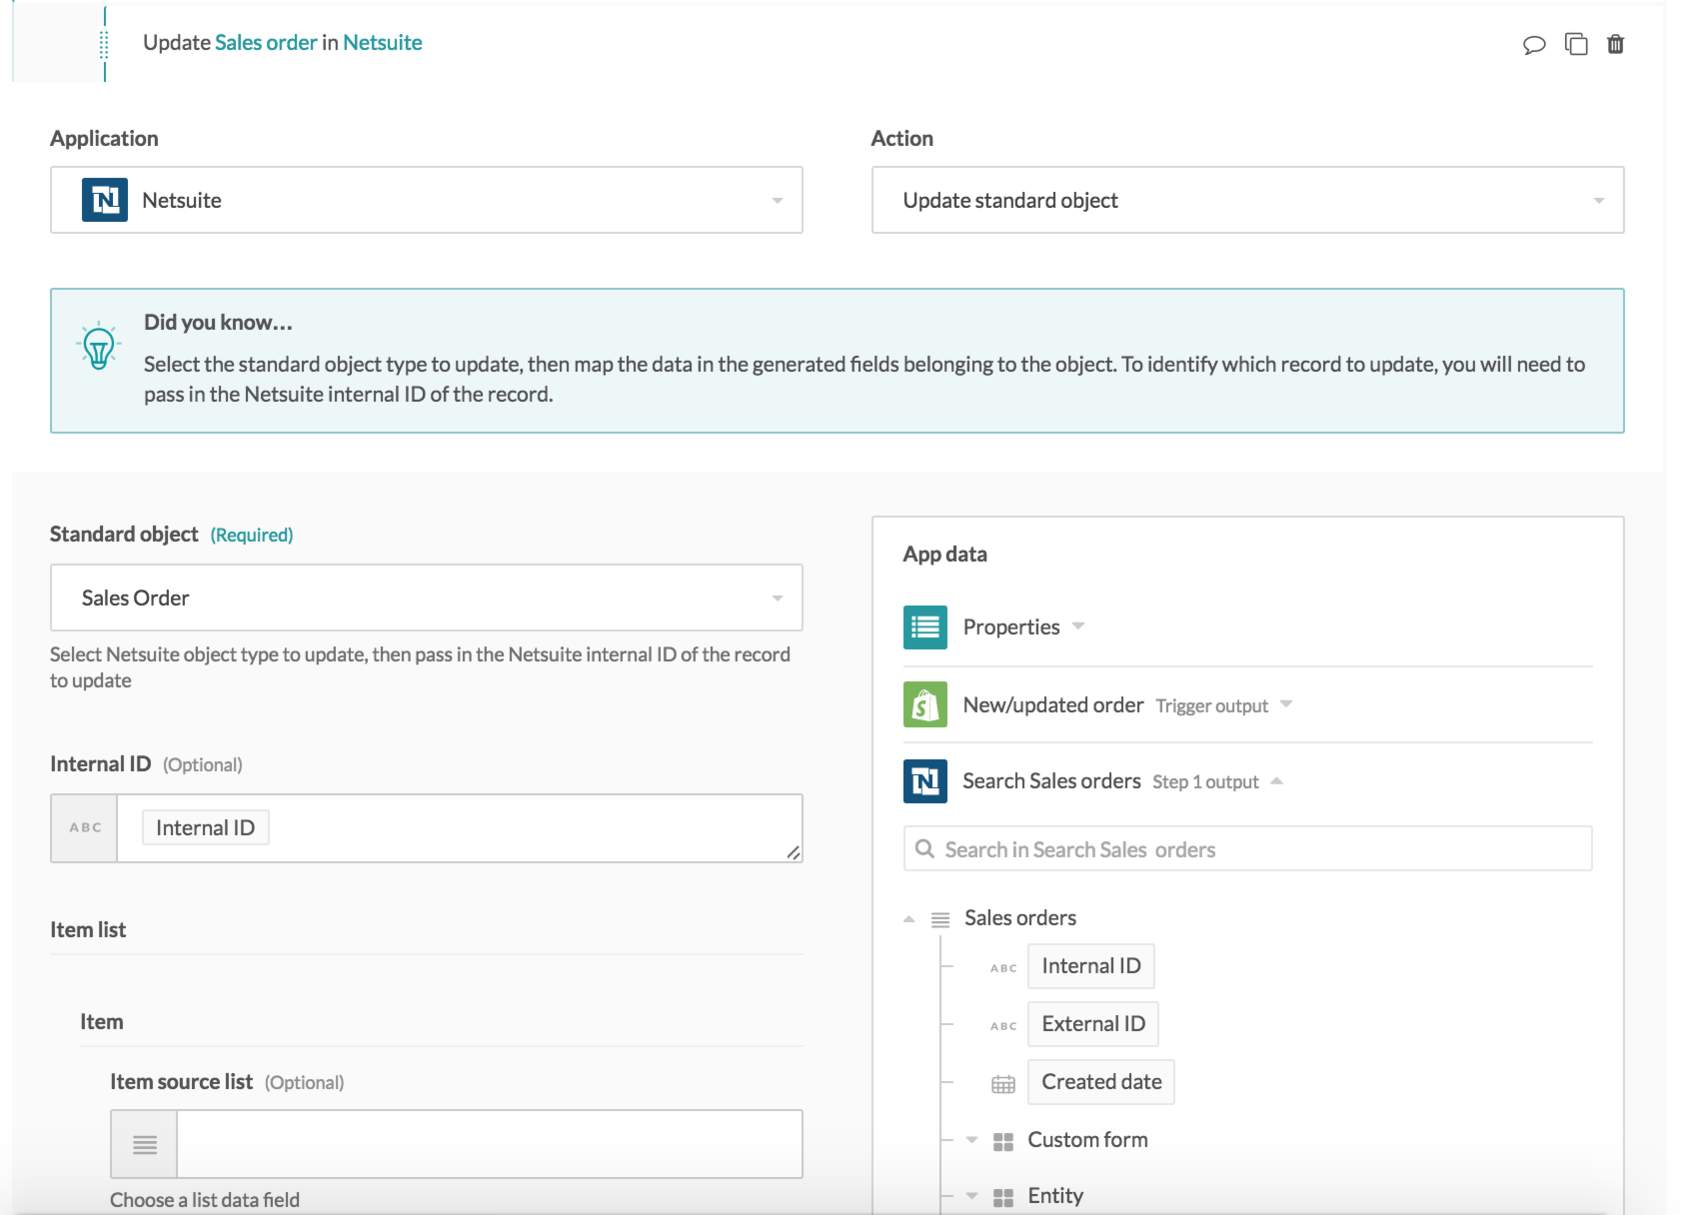 Update Sales order in Netsuite
Application
Netsuite
Action
Update standard object
Did you know...
Select the standard object type to update, then map the data in the generated fields belonging to the object. To identify which record to update, you will need to
pass in the Netsuite internal ID of the record.
Standard object (Required)
Sales Order
Select Netsuite object type to update, then pass in the Netsuite internal ID of the record
to update
Internal ID (Optional)
ABC Internal ID
Item list
Item
Item source list (Optional)
Choose a list data field
App data
Properties
New/updated order Trigger output
Search Sales orders Step 1 output
Search in Search Sales orders
Sales orders
ABC Internal ID
ABC External ID
Created date
Custom form
Entity